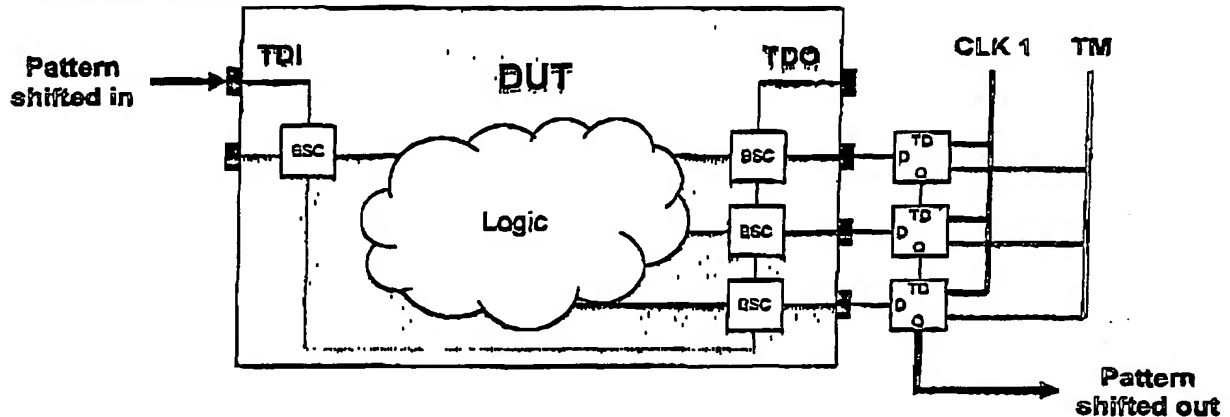 Pattern
shifted in
TDI
DUT
TDO
CLK 1 TM
BSC
BSC
TD
D
Q
Logic
BSC
TD
D
Q
BSC
TD
D
Q
Pattern
shifted out